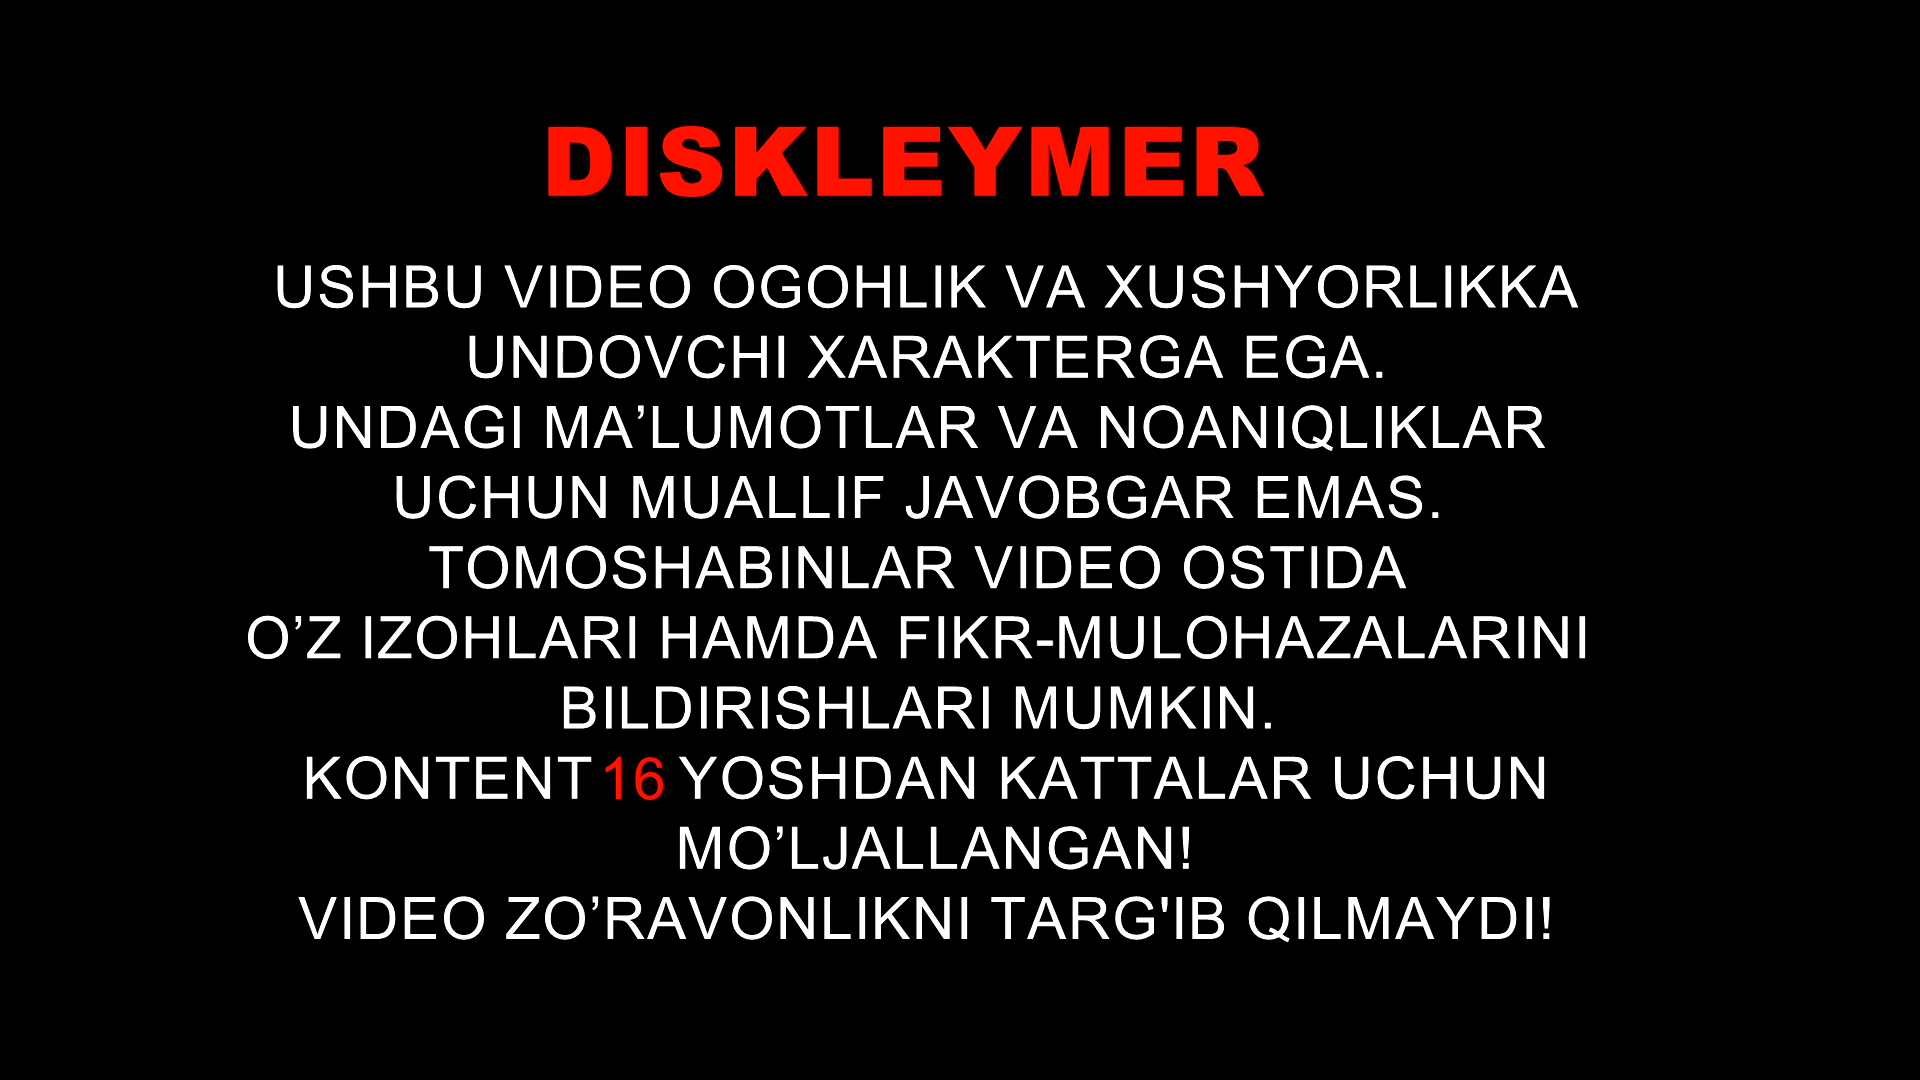 DISKLEYMER
USHBU VIDEO OGOHLIK VA XUSHYORLIKKA
UNDOVCHI XARAKTERGA EGA.
UNDAGI MA’LUMOTLAR VA NOANIQLIKLAR
UCHUN MUALLIF JAVOBGAR EMAS.
TOMOSHABINLAR VIDEO OSTIDA
O’Z IZOHLARI HAMDA FIKR-MULOHAZALARINI
BILDIRISHLARI MUMKIN.
KONTENT 16 YOSHDAN KATTALAR UCHUN
MO’LJALLANGAN!
VIDEO ZO’RAVONLIKNI TARG'IB QILMAYDI!